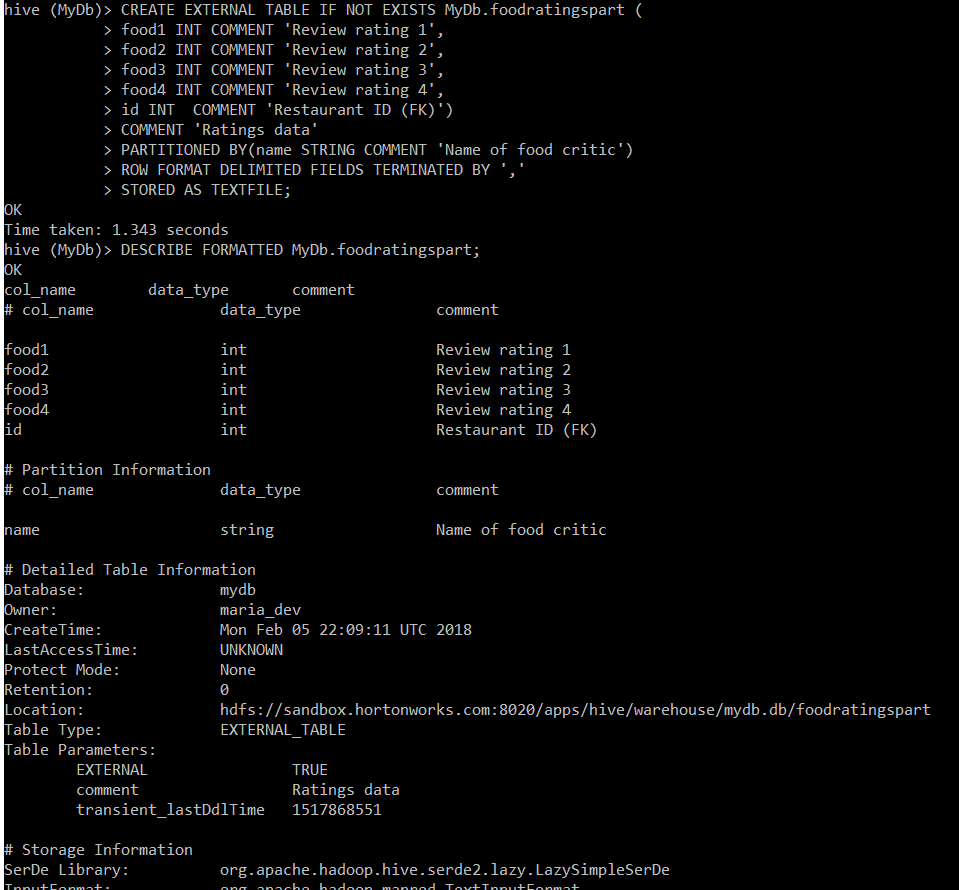 hive (MyDb)> CREATE EXTERNAL TABLE IF NOT EXISTS MyDb.foodratingspart (
> food1 INT COMMENT 'Review rating 1',
> food2 INT COMMENT 'Review rating 2',
> food3 INT COMMENT 'Review rating 3',
> food4 INT COMMENT 'Review rating 4',
> id INT  COMMENT 'Restaurant ID (FK)')
> COMMENT 'Ratings data'
> PARTITIONED BY(name STRING COMMENT 'Name of food critic')
> ROW FORMAT DELIMITED FIELDS TERMINATED BY ','
> STORED AS TEXTFILE;
OK
Time taken: 1.343 seconds
hive (MyDb)> DESCRIBE FORMATTED MyDb.foodratingspart;
OK
col_name        data_type       comment
# col_name              data_type               comment
food1                   int                     Review rating 1
food2                   int                     Review rating 2
food3                   int                     Review rating 3
food4                   int                     Review rating 4
id                      int                     Restaurant ID (FK)
# Partition Information
# col_name              data_type               comment
name                    string                  Name of food critic
# Detailed Table Information
Database:               mydb
Owner:                  maria_dev
CreateTime:             Mon Feb 05 22:09:11 UTC 2018
LastAccessTime:         UNKNOWN
Protect Mode:           None
Retention:              0
Location:               hdfs://sandbox.hortonworks.com:8020/apps/hive/warehouse/mydb.db/foodratingspart
Table Type:             EXTERNAL_TABLE
Table Parameters:
EXTERNAL                TRUE
comment                 Ratings data
transient_lastDdlTime   1517868551
# Storage Information
SerDe Library:          org.apache.hadoop.hive.serde2.lazy.LazySimpleSerDe
InputFormat:            org.apache.hadoop.mapred.TextInputFormat